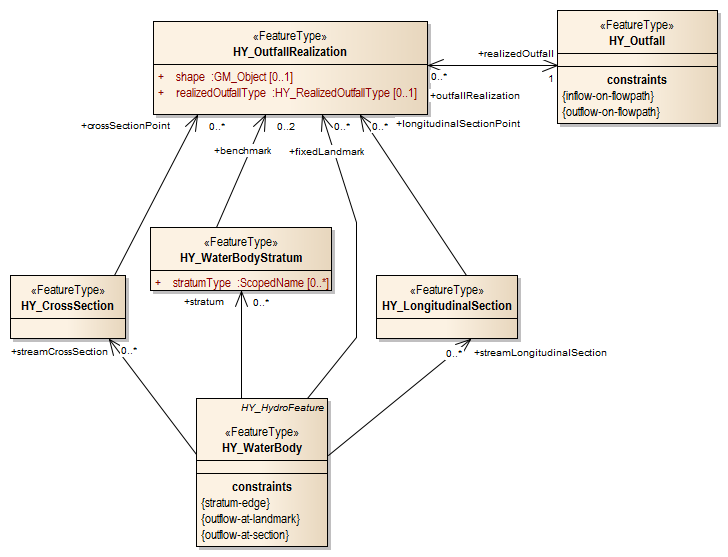 «FeatureType»
HY_OutfallRealization
+ shape :GM_Object [0..1]
+ realizedOutfallType :HY_RealizedOutfallType [0..1]
«FeatureType»
HY_Outfall
constraints
{inflow-on-flowpath}
{outflow-on-flowpath}
+realizedOutfall
0..*
1
+outfallRealization
+crossSectionPoint
0..*
0..2
0..*
0..*
+longitudinalSectionPoint
+benchmark
+fixedLandmark
«FeatureType»
HY_WaterBodyStratum
+ stratumType :ScopedName [0..*]
«FeatureType»
HY_CrossSection
«FeatureType»
HY_LongitudinalSection
+stratum
0..*
+streamCrossSection
0..*
0..*
+streamLongitudinalSection
HY_HydroFeature
«FeatureType»
HY_WaterBody
constraints
{stratum-edge}
{outflow-at-landmark}
{outflow-at-section}